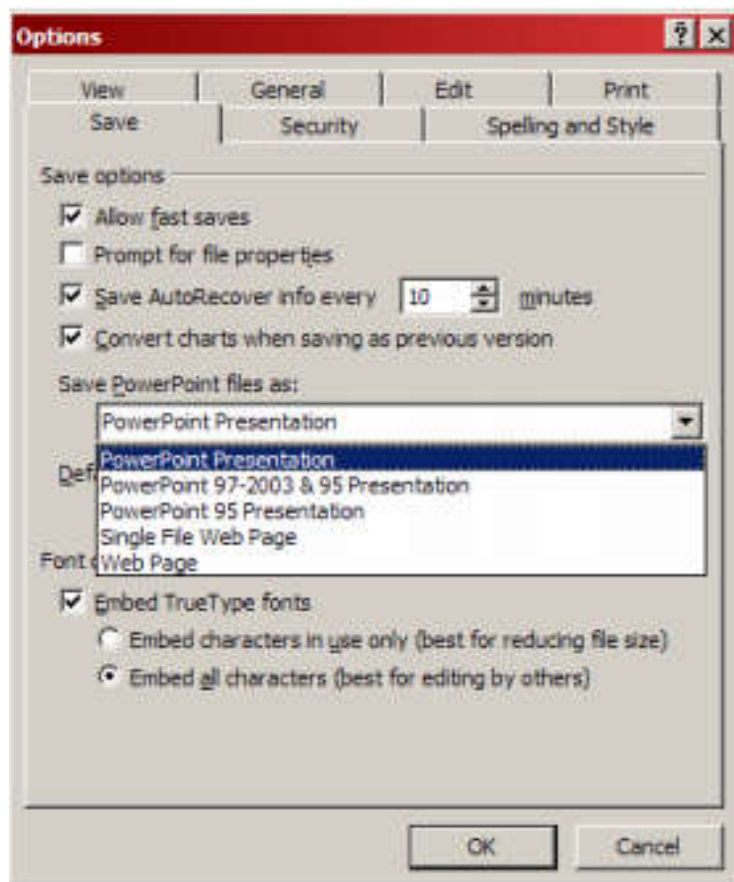 Options
View General Edit Print
Save Security Spelling and Style
Save options
Allow fast saves
Prompt for file properties
Save AutoRecover info every 10 minutes
Convert charts when saving as previous version
Save PowerPoint files as:
PowerPoint Presentation
PowerPoint Presentation
Def
PowerPoint 97-2003 & 95 Presentation
PowerPoint 95 Presentation
Single File Web Page
Font
Web Page
Embed TrueType fonts
Embed characters in use only (best for reducing file size)
Embed all characters (best for editing by others)
OK Cancel